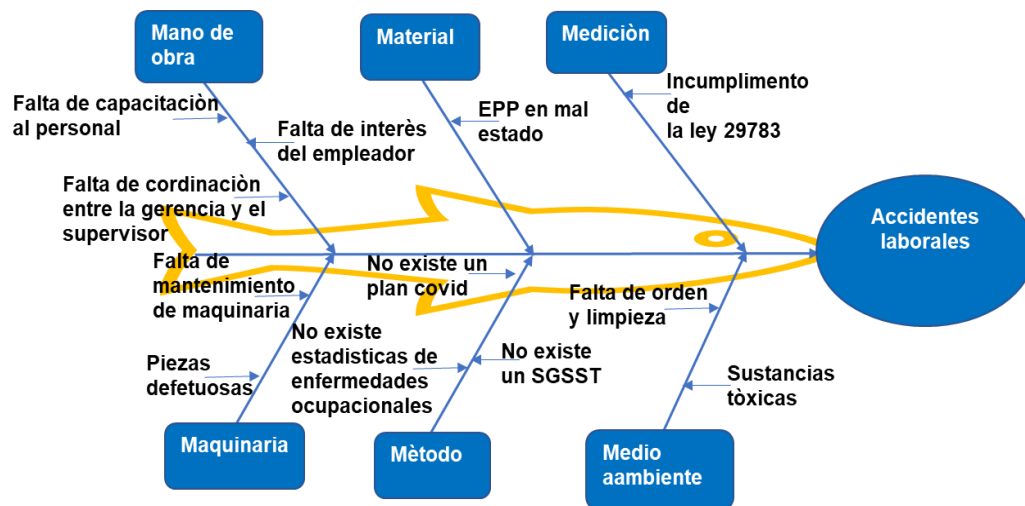 Mano de
obra
Material
Mediciòn
Falta de capacitaciòn
al personal
Falta de interès
del empleador
Falta de cordinaciòn
entre la gerencia y el
supervisor
EPP en mal
estado
Incumplimento
de
la ley 29783
Accidentes
laborales
Falta de
mantenimiento
de maquinaria
Piezas
defetuosas
No existe un
plan covid
No existe
estadisticas de
enfermedades
ocupacionales
No existe
un SGSST
Falta de orden
y limpieza
Sustancias
tòxicas
Maquinaria
Mètodo
Medio
aambiente